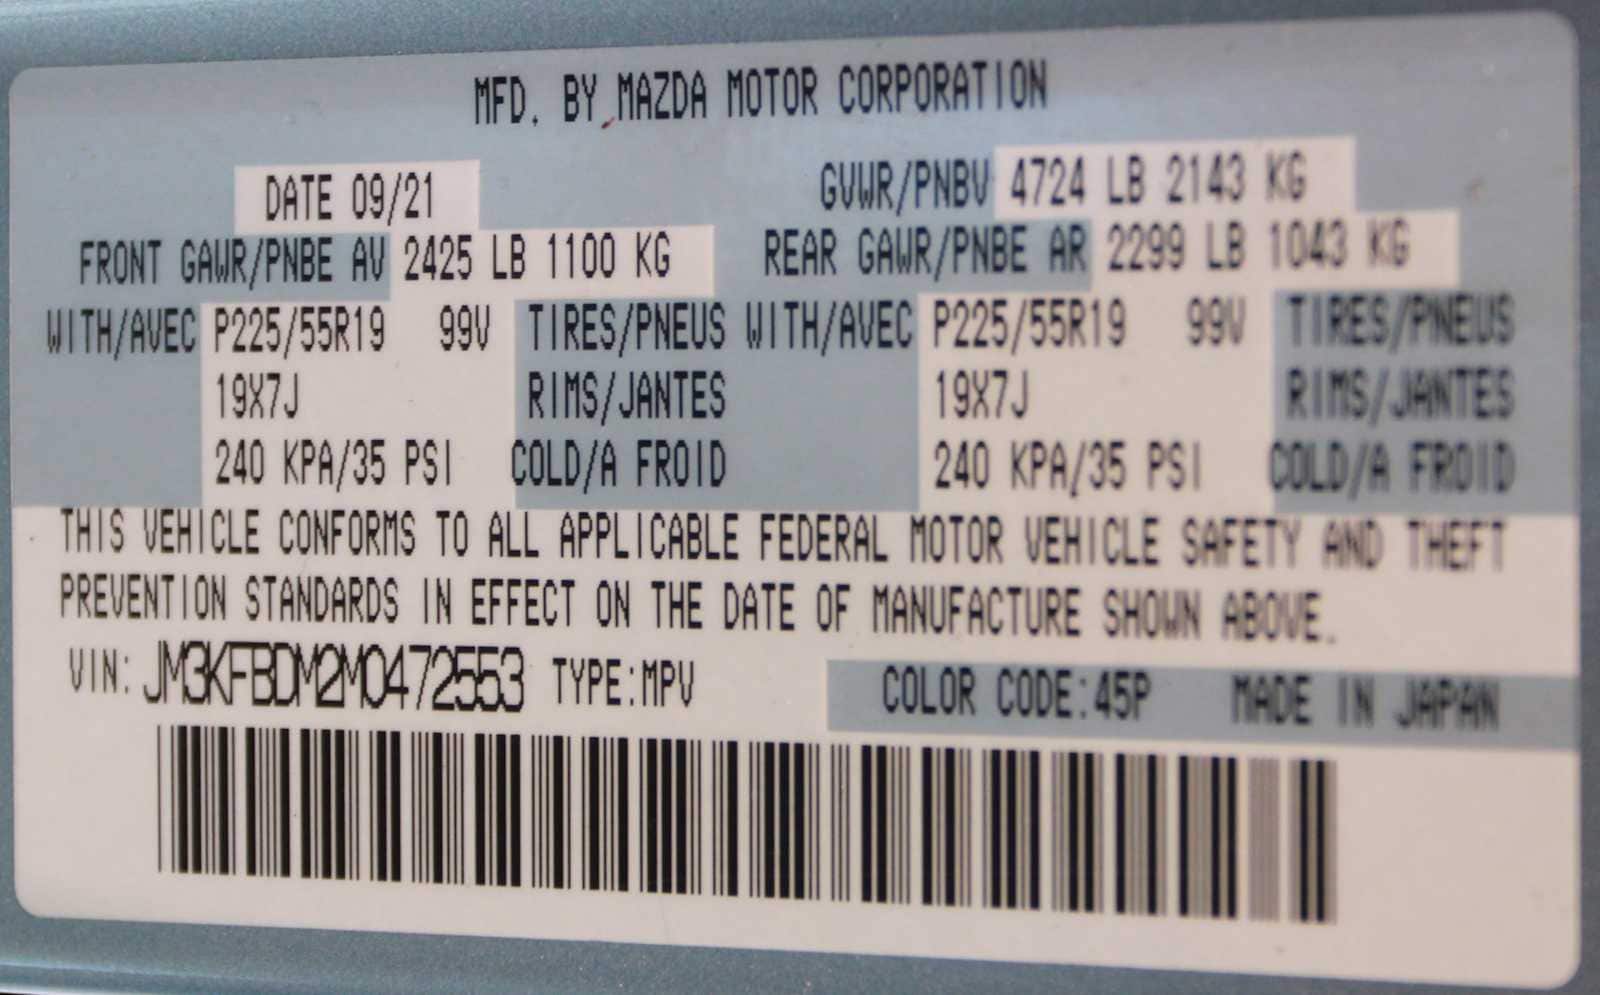 MFD. BY MAZDA MOTOR CORPORATION
DATE 09/21 GVWR/PNBV 4724 LB 2143 KG
FRONT GAWR/PNBE AV 2425 LB 1100 KG REAR GAWR/PNBE AR 2299 LB 1043 KG
WITH/AVEC P225/55R19 99V TIRES/PNEUS WITH/AVEC P225/55R19 99V TIRES/PNEUS
19X7J RIMS/JANTES 19X7J RIMS/JANTES
240 KPA/35 PSI COLD/A FROID 240 KPA/35 PSI COLD/A FROID
THIS VEHICLE CONFORMS TO ALL APPLICABLE FEDERAL MOTOR VEHICLE SAFETY AND THEFT
PREVENTION STANDARDS IN EFFECT ON THE DATE OF MANUFACTURE SHOWN ABOVE.
VIN: JM3KFBDM2M0472553 TYPE:MPV COLOR CODE:45P MADE IN JAPAN